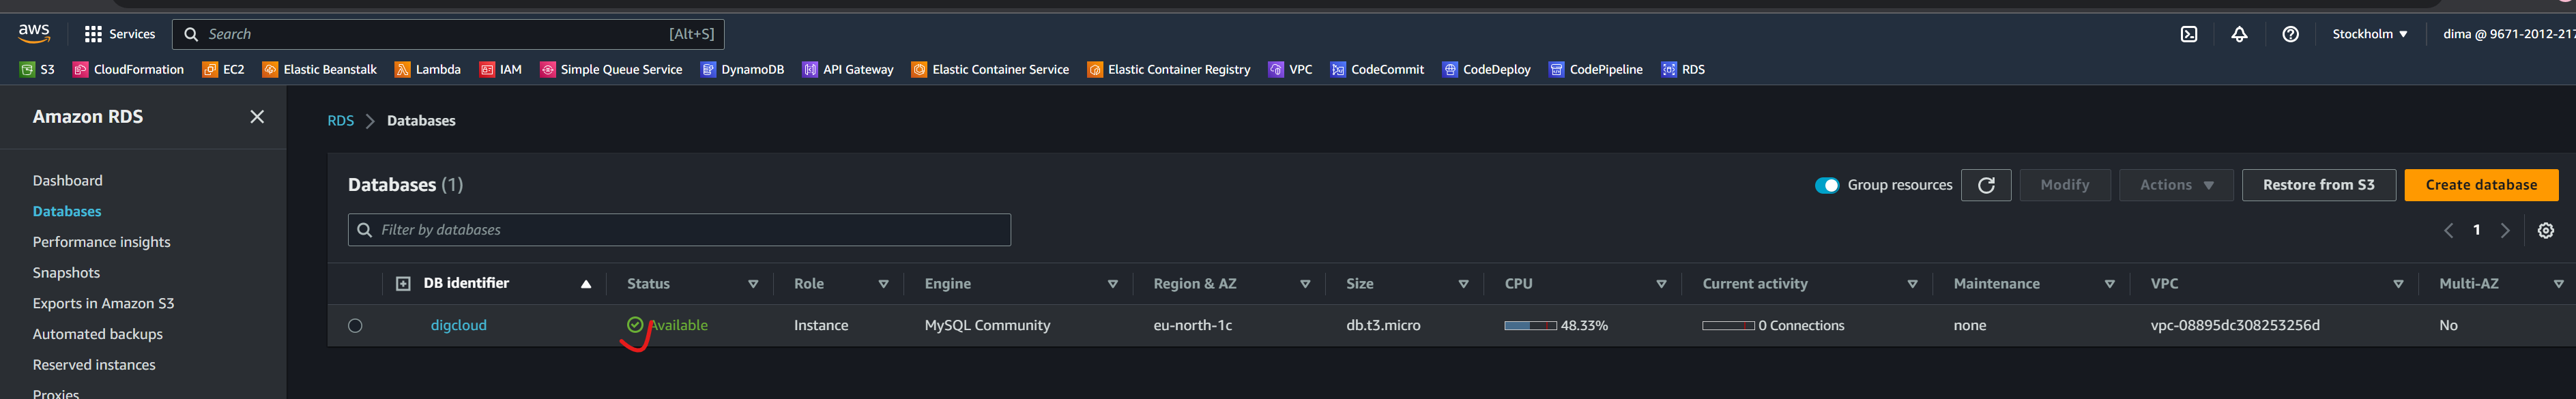 aws Services Search [Alt+S] Stockholm ▼ dima @ 9671-2012-217
S3 CloudFormation EC2 Elastic Beanstalk Lambda IAM Simple Queue Service DynamoDB API Gateway Elastic Container Service Elastic Container Registry VPC CodeCommit CodeDeploy CodePipeline RDS
Amazon RDS
Dashboard
Databases
Performance insights
Snapshots
Exports in Amazon S3
Automated backups
Reserved instances
Proxies
RDS > Databases
Databases (1) Group resources Modify Actions ▼ Restore from S3 Create database
Filter by databases 1
DB identifier Status Role Engine Region & AZ Size CPU Current activity Maintenance VPC Multi-AZ
digcloud Available Instance MySQL Community eu-north-1c db.t3.micro 48.33% 0 Connections none vpc-08895dc308253256d No